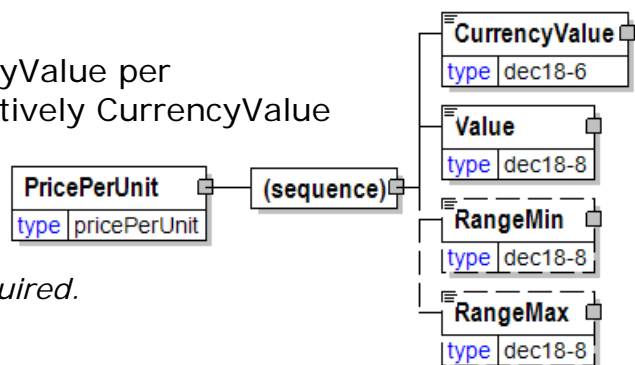 yValue per
tively CurrencyValue
uired.
PricePerUnit
type pricePerUnit
(sequence)
CurrencyValue
type dec18-6
Value
type dec18-8
RangeMin
type dec18-8
RangeMax
type dec18-8